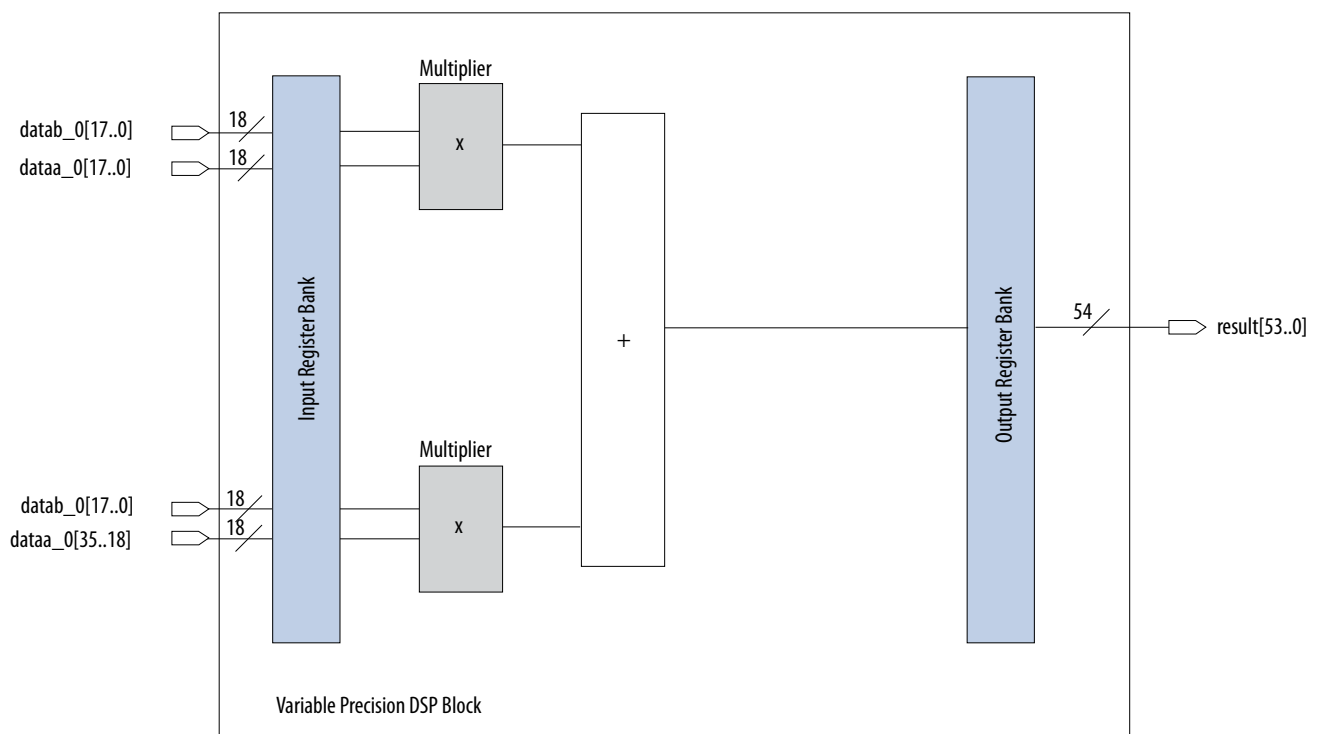 Multiplier
datab_0[17..0]
18
dataa_0[17..0]
18
x
Input Register Bank
+
Output Register Bank
54
result[53..0]
Multiplier
datab_0[17..0]
18
dataa_0[35..18]
18
x
Variable Precision DSP Block